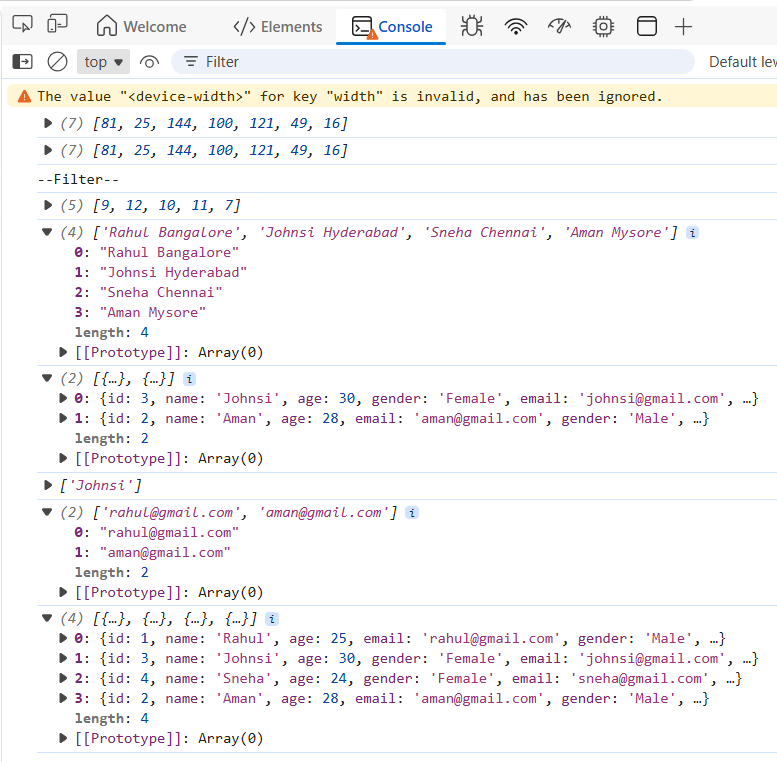 Welcome Elements Console
top Filter Default lev
The value "<device-width>" for key "width" is invalid, and has been ignored.
(7) [81, 25, 144, 100, 121, 49, 16]
(7) [81, 25, 144, 100, 121, 49, 16]
--Filter--
(5) [9, 12, 10, 11, 7]
(4) ['Rahul Bangalore', 'Johnsi Hyderabad', 'Sneha Chennai', 'Aman Mysore'] i
0: "Rahul Bangalore"
1: "Johnsi Hyderabad"
2: "Sneha Chennai"
3: "Aman Mysore"
length: 4
[[Prototype]]: Array(0)
(2) [{…}, {…}] i
0: {id: 3, name: 'Johnsi', age: 30, gender: 'Female', email: 'johnsi@gmail.com', …}
1: {id: 2, name: 'Aman', age: 28, email: 'aman@gmail.com', gender: 'Male', …}
length: 2
[[Prototype]]: Array(0)
['Johnsi']
(2) ['rahul@gmail.com', 'aman@gmail.com'] i
0: "rahul@gmail.com"
1: "aman@gmail.com"
length: 2
[[Prototype]]: Array(0)
(4) [{…}, {…}, {…}, {…}] i
0: {id: 1, name: 'Rahul', age: 25, email: 'rahul@gmail.com', gender: 'Male', …}
1: {id: 3, name: 'Johnsi', age: 30, gender: 'Female', email: 'johnsi@gmail.com', …}
2: {id: 4, name: 'Sneha', age: 24, gender: 'Female', email: 'sneha@gmail.com', …}
3: {id: 2, name: 'Aman', age: 28, email: 'aman@gmail.com', gender: 'Male', …}
length: 4
[[Prototype]]: Array(0)